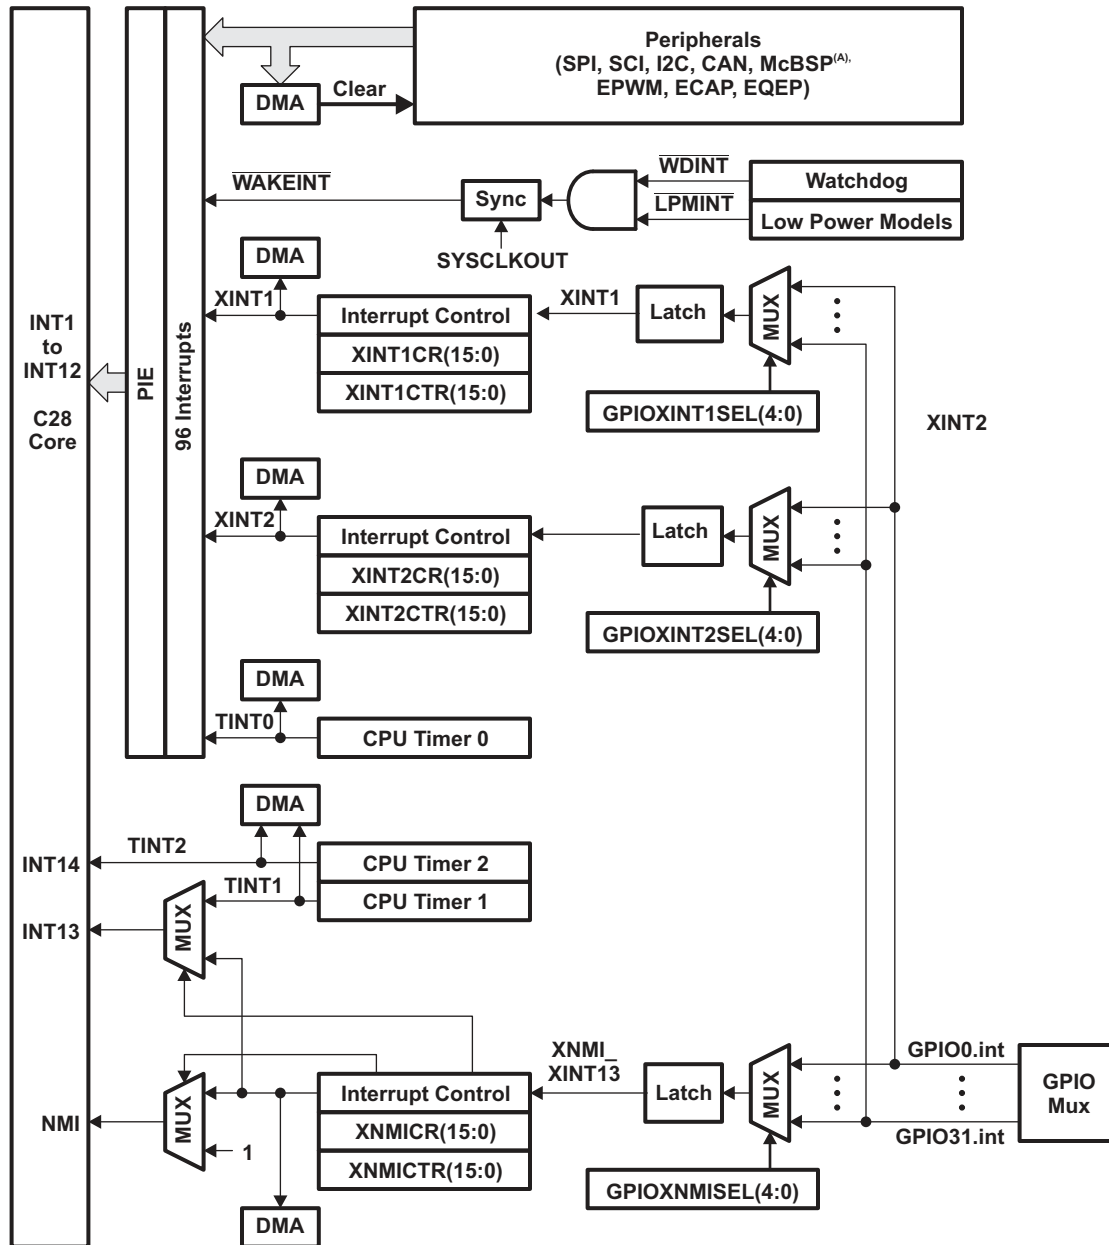 Peripherals
(SPI, SCI, I2C, CAN, McBSP(A),
EPWM, ECAP, EQEP)
DMA
Clear
WDINT
Watchdog
WAKEINT
Sync
LPMINT
Low Power Models
SYSCLKOUT
DMA
XINT1
Interrupt Control
XINT1CR(15:0)
XINT1CTR(15:0)
XINT1
Latch
MUX
GPIOXINT1SEL(4:0)
INT1
to
INT12
C28
Core
PIE
96 Interrupts
XINT2
DMA
XINT2
Interrupt Control
XINT2CR(15:0)
XINT2CTR(15:0)
Latch
MUX
GPIOXINT2SEL(4:0)
DMA
TINT0
CPU Timer 0
DMA
INT14
TINT2
CPU Timer 2
TINT1
CPU Timer 1
INT13
MUX
XNMI_
XINT13
Interrupt Control
XNMICR(15:0)
XNMICTR(15:0)
Latch
MUX
GPIOXNMISEL(4:0)
GPIO0.int
GPIO31.int
GPIO
Mux
NMI
MUX
1
DMA